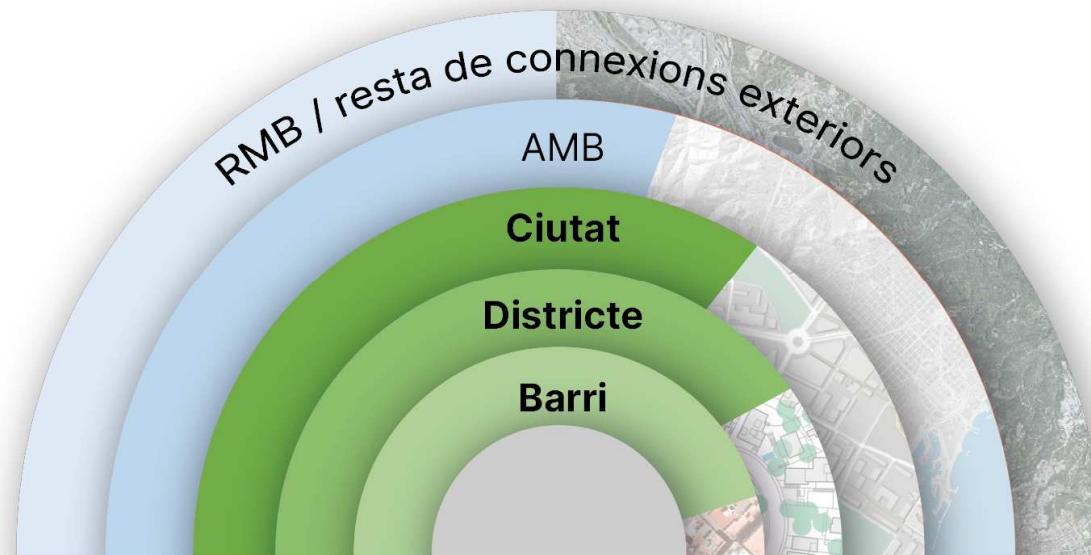 RMB / resta de connexions exteriors
AMB
Ciutat
Districte
Barri